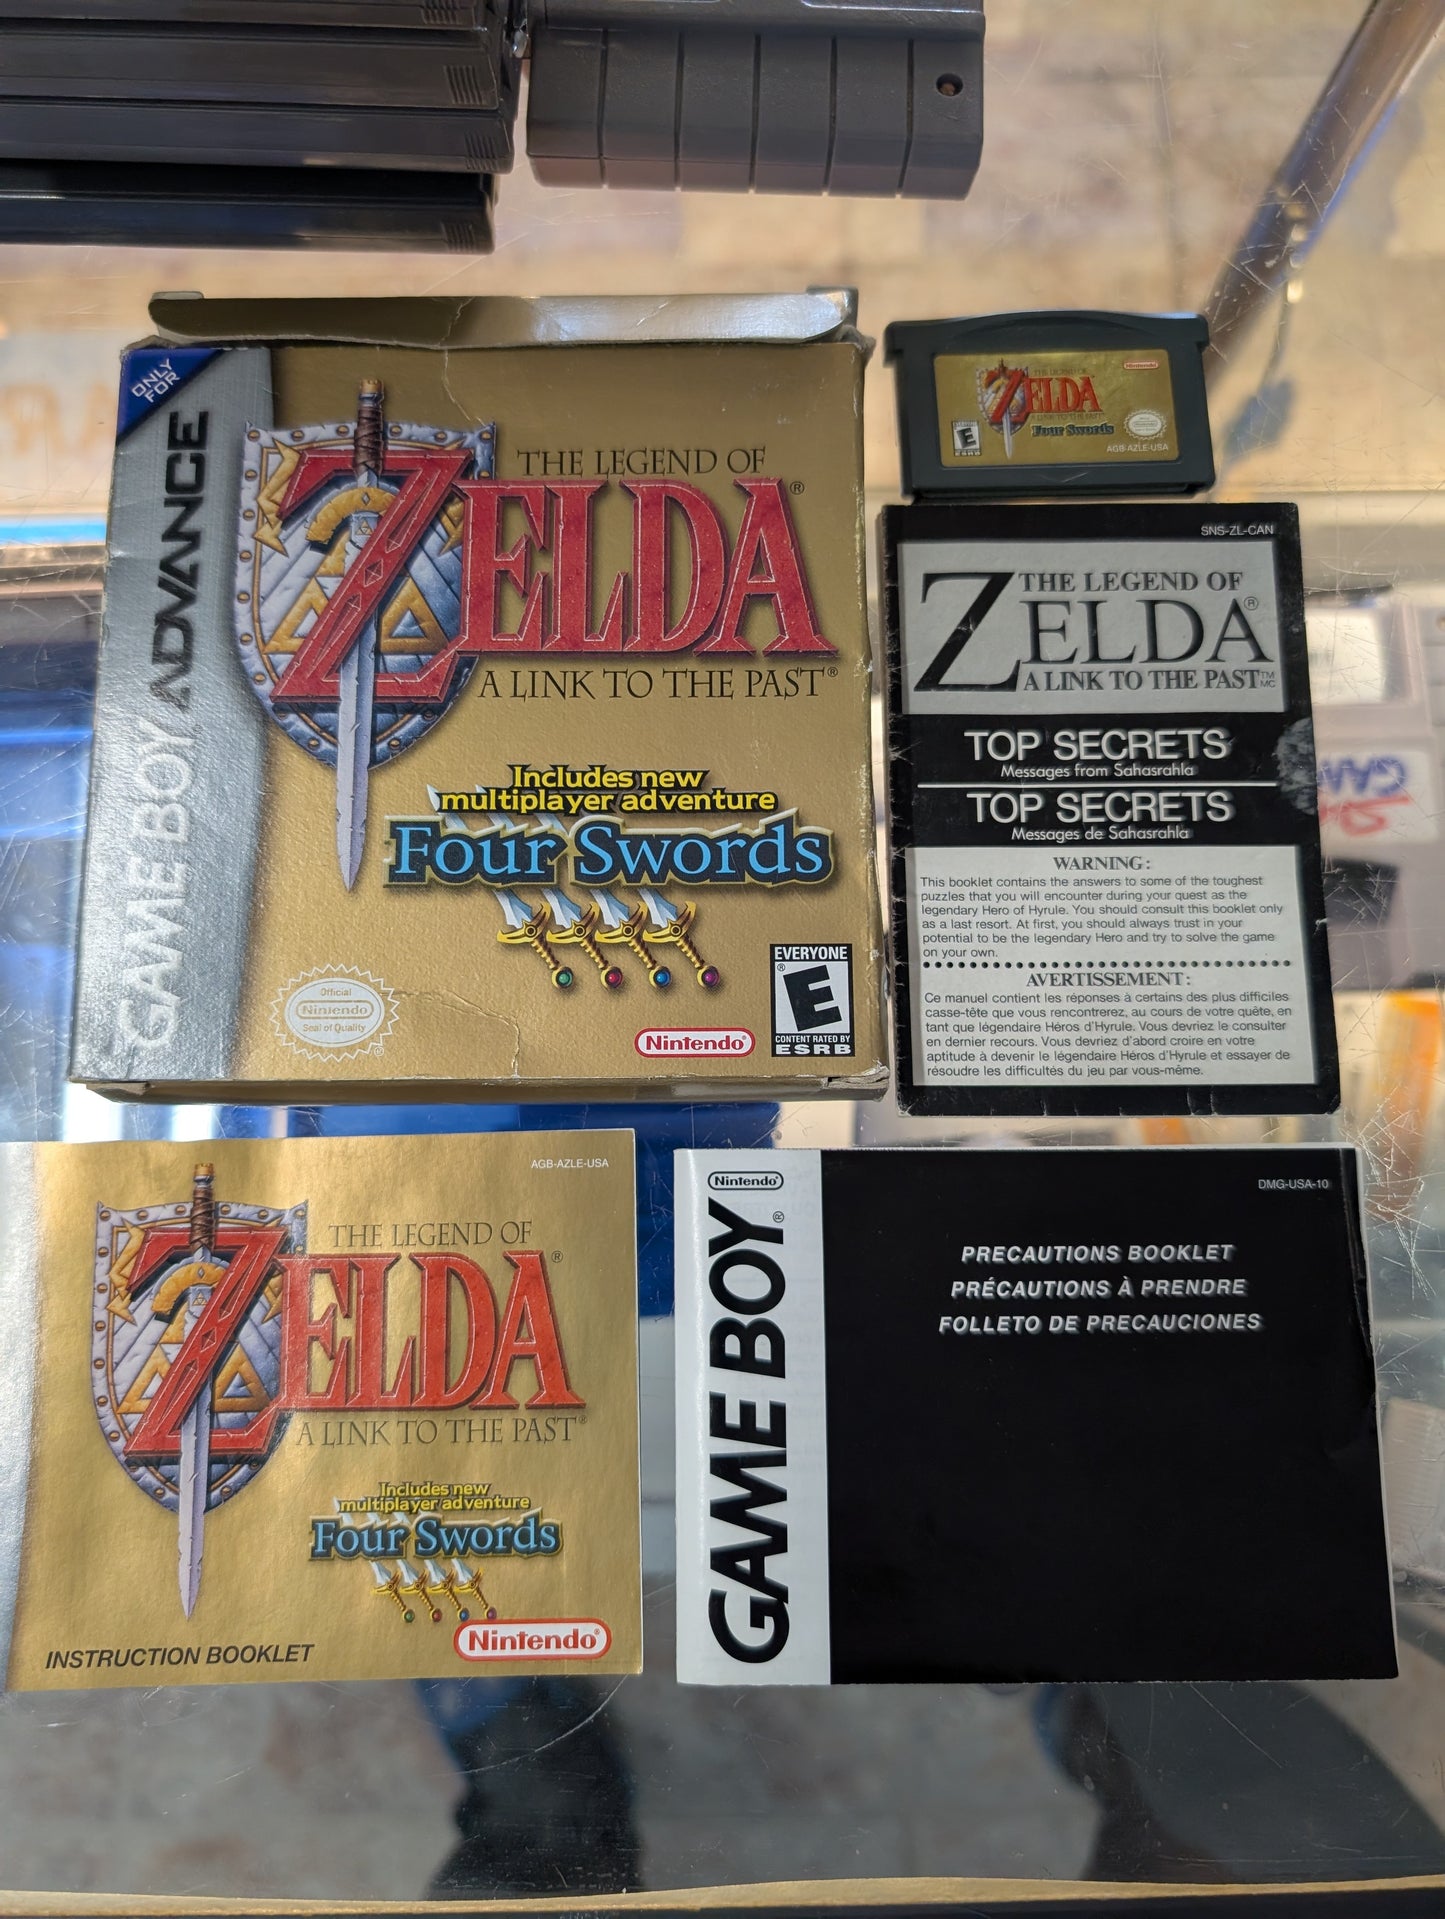 ONLY
FOR
GAME BOY ADVANCE
THE LEGEND OF
ZELDA®
A LINK TO THE PAST®
Includes new
multiplayer adventure
Four Swords
Official
Nintendo
Seal of Quality
Nintendo®
EVERYONE
E®
CONTENT RATED BY
ESRB
Nintendo
THE LEGEND OF
ZELDA
A LINK TO THE PAST
Four Swords
E
ESRB
AGB-AZLE-USA
SNS-ZL-CAN
THE LEGEND OF
ZELDA®
A LINK TO THE PAST™
MC
TOP SECRETS
Messages from Sahasrahla
TOP SECRETS
Messages de Sahasrahla
WARNING:
This booklet contains the answers to some of the toughest
puzzles that you will encounter during your quest as the
legendary Hero of Hyrule. You should consult this booklet only
as a last resort. At first, you should always trust in your
potential to be the legendary Hero and try to solve the game
on your own.
AVERTISSEMENT:
Ce manuel contient les réponses à certains des plus difficiles
casse-tête que vous rencontrerez, au cours de votre quête, en
tant que légendaire Héros d'Hyrule. Vous devriez le consulter
en dernier recours. Vous devriez d'abord croire en votre
aptitude à devenir le légendaire Héros d'Hyrule et essayer de
résoudre les difficultés du jeu par vous-même.
AGB-AZLE-USA
THE LEGEND OF
ZELDA®
A LINK TO THE PAST®
Includes new
multiplayer adventure
Four Swords
INSTRUCTION BOOKLET
Nintendo®
Nintendo®
GAME BOY®
DMG-USA-10
PRECAUTIONS BOOKLET
PRÉCAUTIONS À PRENDRE
FOLLETO DE PRECAUCIONES